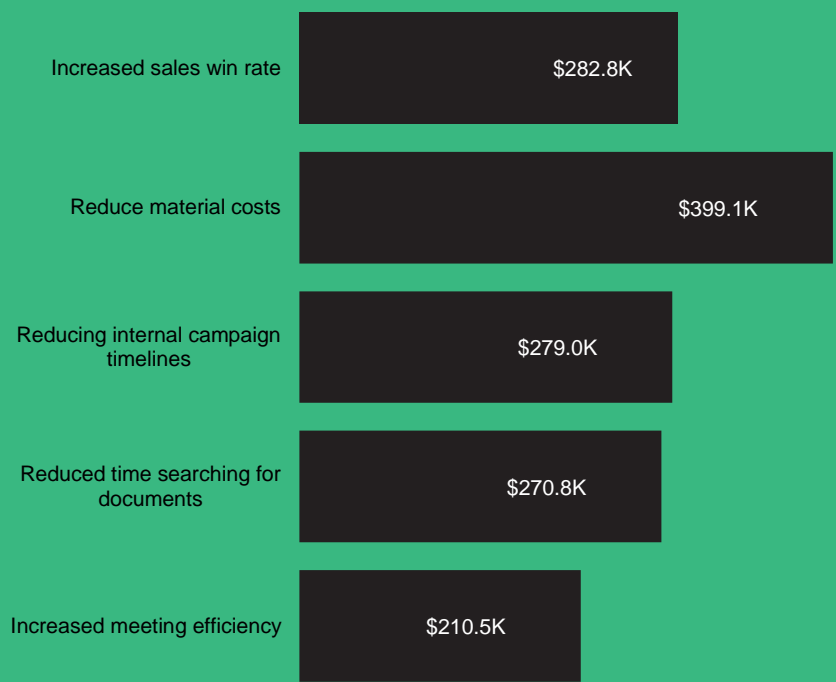 Increased sales win rate
$282.8K
Reduce material costs
$399.1K
Reducing internal campaign
timelines
$279.0K
Reduced time searching for
documents
$270.8K
Increased meeting efficiency
$210.5K